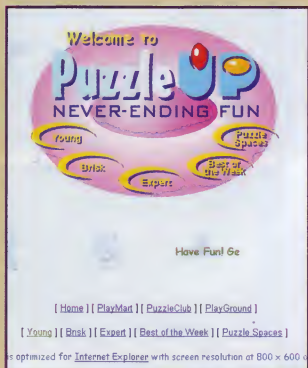 Welcome to
Puzzle UP
NEVER-ENDING FUN
Young
Puzzle
Spaces
Brisk
Best of
the Week
Expert
Have Fun! Ge
[ Home ] [ PlayMart ] [ PuzzleClub ] [ PlayGround ]
[ Young ] [ Brisk ] [ Expert ] [ Best of the Week ] [ Puzzle Spaces ]
is optimized for Internet Explorer with screen resolution at 800 × 600 o